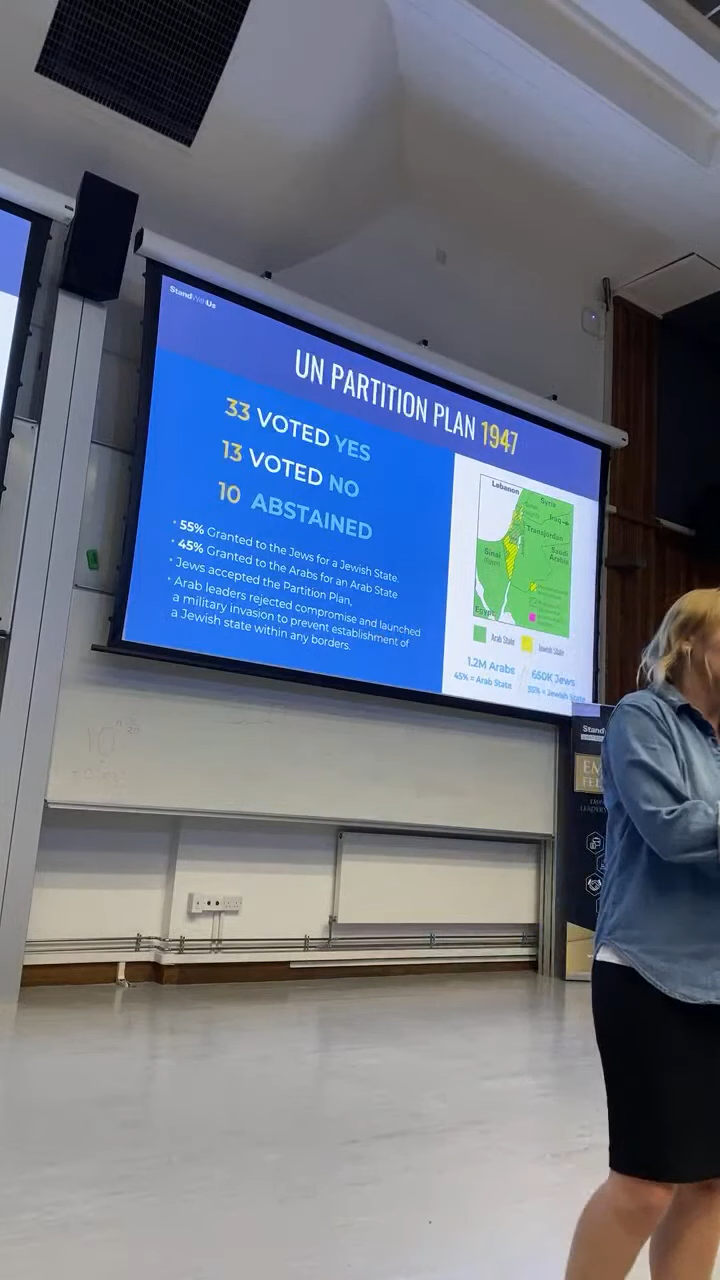 StandWithUs
UN PARTITION PLAN 1947
33 VOTED YES
13 VOTED NO
10 ABSTAINED
• 55% Granted to the Jews for a Jewish State.
• 45% Granted to the Arabs for an Arab State
• Jews accepted the Partition Plan,
• Arab leaders rejected compromise and launched
a military invasion to prevent establishment of
a Jewish state within any borders.
Lebanon
Syria
Iraq
Transjordan
Saudi
Arabia
Sinai
Egypt
Arab State
Jewish State
1.2M Arabs
650K Jews
45% = Arab State
55% = Jewish State
Stand
EM
FEL